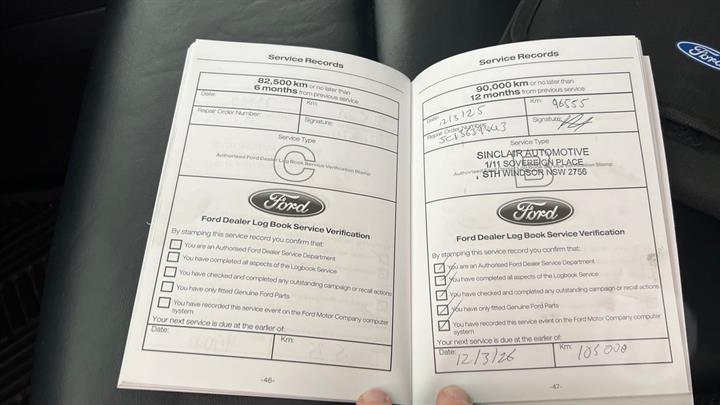 Service Records
82,500 km or no later than
6 months from previous service
Date:
Km:
Repair Order Number:
Signature:
Service Type
C
Authorised Ford Dealer Log Book Service Verification Stamp
Ford
Ford Dealer Log Book Service Verification
By stamping this service record you confirm that:
You are an Authorised Ford Dealer Service Department
You have completed all aspects of the Logbook Service
You have checked and completed any outstanding campaign or recall actions
You have only fitted Genuine Ford Parts
You have recorded this service event on the Ford Motor Company computer
system
Your next service is due at the earlier of:
Date:
Km:
-46-
Service Records
90,000 km or no later than
12 months from previous service
Date: 12/3/25
Km: 96555
Repair Order Number:
Signature:
Service Type
B
SINCLAIR AUTOMOTIVE
1/11 SOVEREIGN PLACE
STH WINDSOR NSW 2756
Ford
Ford Dealer Log Book Service Verification
By stamping this service record you confirm that:
You are an Authorised Ford Dealer Service Department
You have completed all aspects of the Logbook Service
You have checked and completed any outstanding campaign or recall actions
You have only fitted Genuine Ford Parts
You have recorded this service event on the Ford Motor Company computer
system
Your next service is due at the earlier of:
Date: 12/3/26
Km: 105000
-47-
Ford